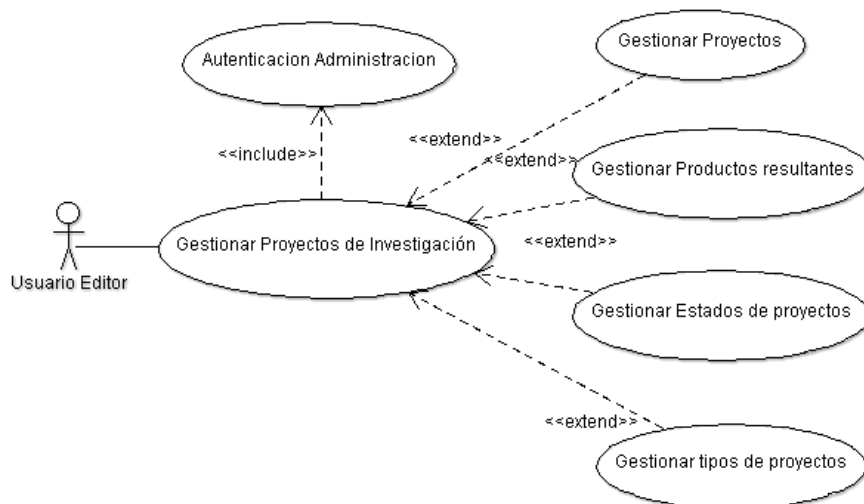 Gestionar Proyectos
Autenticacion Administracion
<<extend>>
<<include>>
<<extend>>
Gestionar Productos resultantes
Gestionar Proyectos de Investigación
<<extend>>
Usuario Editor
Gestionar Estados de proyectos
<<extend>>
Gestionar tipos de proyectos